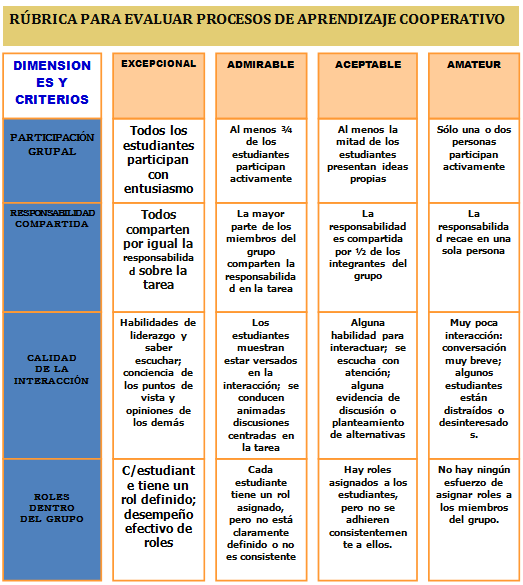 RÚBRICA PARA EVALUAR PROCESOS DE APRENDIZAJE COOPERATIVO
DIMENSION
ES Y
CRITERIOS
EXCEPCIONAL
ADMIRABLE
ACEPTABLE
AMATEUR
PARTICIPACIÓN
GRUPAL
Todos los
estudiantes
participan
con
entusiasmo
Al menos ¾
de los
estudiantes
participan
activamente
Al menos la
mitad de los
estudiantes
presentan ideas
propias
Sólo una o dos
personas
participan
activamente
RESPONSABILIDAD
COMPARTIDA
Todos
comparten
por igual la
responsabilida
d sobre la
tarea
La mayor
parte de los
miembros del
grupo
comparten la
responsabilida
d en la tarea
La
responsabilidad
es compartida
por ½ de los
integrantes del
grupo
La
responsabilida
d recae en una
sola persona
CALIDAD
DE LA
INTERACCIÓN
Habilidades de
liderazgo y
saber
escuchar;
conciencia de
los puntos de
vista y
opiniones de
los demás
Los
estudiantes
muestran
estar versados
en la
interacción; se
conducen
animadas
discusiones
centradas en
la tarea
Alguna
habilidad para
interactuar; se
escucha con
atención;
alguna
evidencia de
discusión o
planteamiento
de alternativas
Muy poca
interacción:
conversación
muy breve;
algunos
estudiantes
están
distraídos o
desinteresado
s.
ROLES
DENTRO
DEL GRUPO
C/estudiant
e tiene un
rol definido;
desempeño
efectivo de
roles
Cada
estudiante
tiene un rol
asignado,
pero no está
claramente
definido o no
es consistente
Hay roles
asignados a los
estudiantes,
pero no se
adhieren
consistentemen
te a ellos.
No hay ningún
esfuerzo de
asignar roles a
los miembros
del grupo.